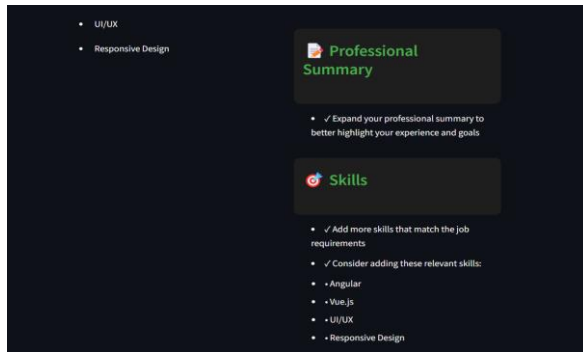 • UI/UX
• Responsive Design
📝 Professional
Summary
• ✓ Expand your professional summary to
better highlight your experience and goals
🎯 Skills
• ✓ Add more skills that match the job
requirements
• ✓ Consider adding these relevant skills:
• • Angular
• • Vue.js
• • UI/UX
• • Responsive Design